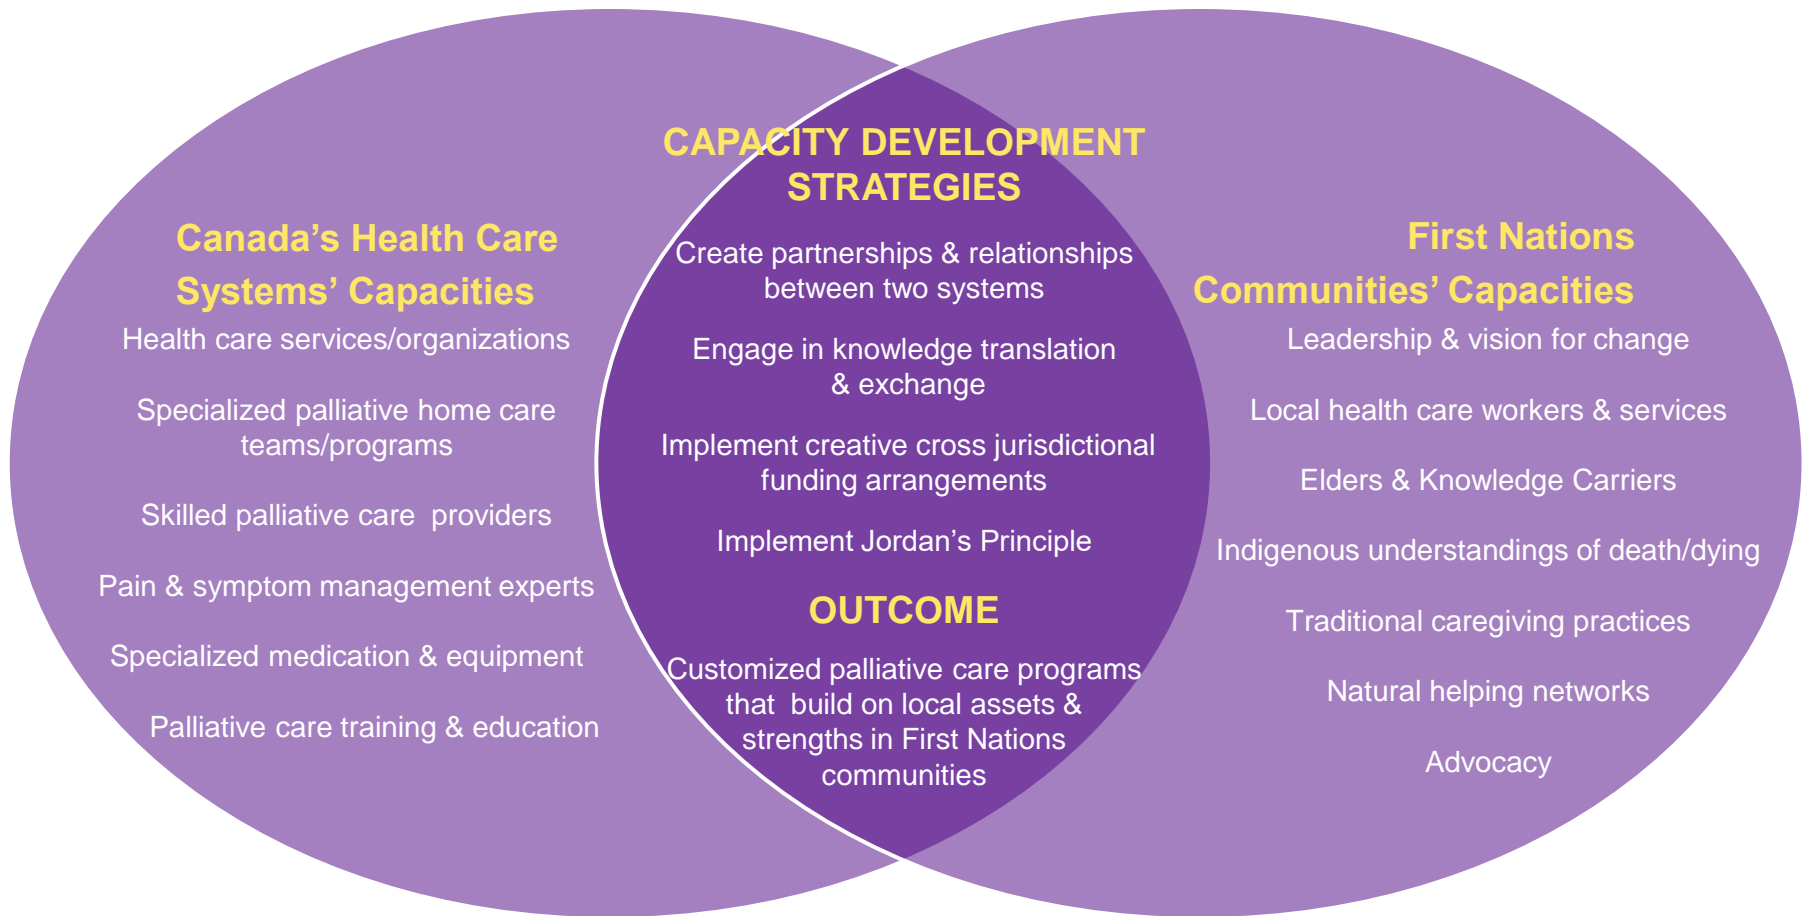 Canada’s Health Care
Systems’ Capacities
Health care services/organizations
Specialized palliative home care
teams/programs
Skilled palliative care  providers
Pain & symptom management experts
Specialized medication & equipment
Palliative care training & education
CAPACITY DEVELOPMENT
STRATEGIES
Create partnerships & relationships
between two systems
Engage in knowledge translation
& exchange
Implement creative cross jurisdictional
funding arrangements
Implement Jordan’s Principle
OUTCOME
Customized palliative care programs
that  build on local assets &
strengths in First Nations
communities
First Nations
Communities’ Capacities
Leadership & vision for change
Local health care workers & services
Elders & Knowledge Carriers
Indigenous understandings of death/dying
Traditional caregiving practices
Natural helping networks
Advocacy